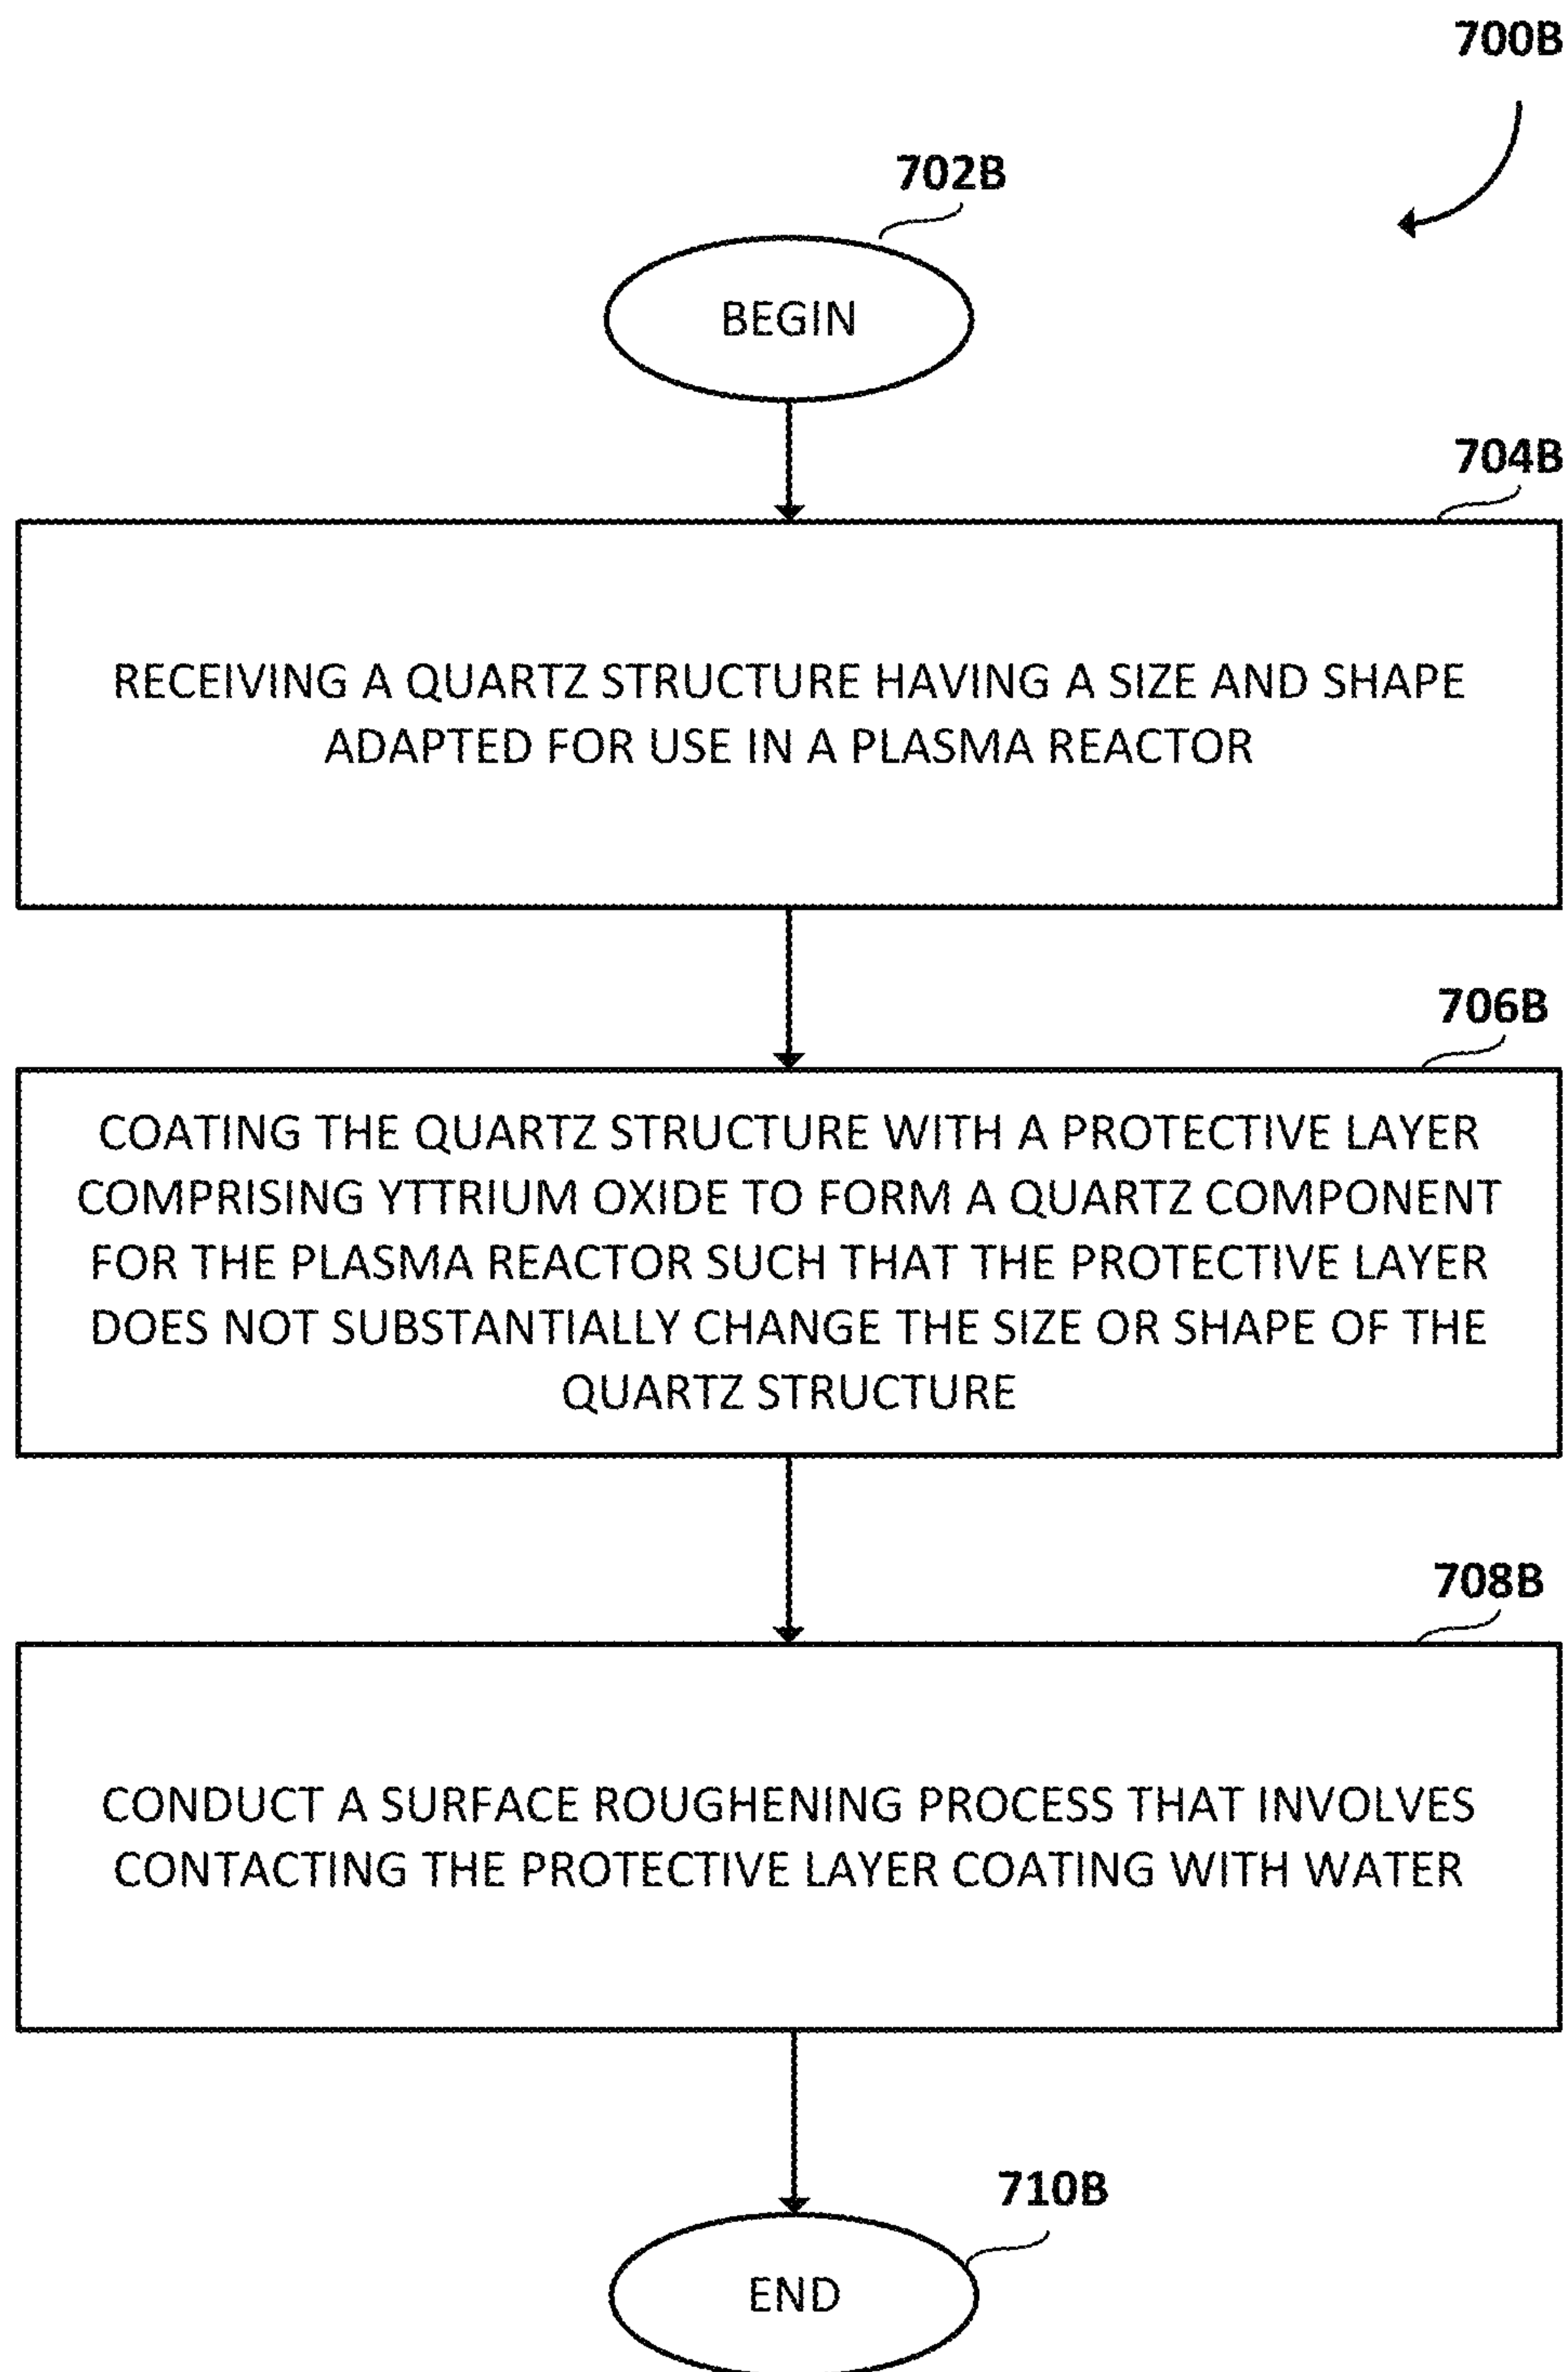 700B
702B
BEGIN
704B
RECEIVING A QUARTZ STRUCTURE HAVING A SIZE AND SHAPE
ADAPTED FOR USE IN A PLASMA REACTOR
706B
COATING THE QUARTZ STRUCTURE WITH A PROTECTIVE LAYER
COMPRISING YTTRIUM OXIDE TO FORM A QUARTZ COMPONENT
FOR THE PLASMA REACTOR SUCH THAT THE PROTECTIVE LAYER
DOES NOT SUBSTANTIALLY CHANGE THE SIZE OR SHAPE OF THE
QUARTZ STRUCTURE
708B
CONDUCT A SURFACE ROUGHENING PROCESS THAT INVOLVES
CONTACTING THE PROTECTIVE LAYER COATING WITH WATER
710B
END